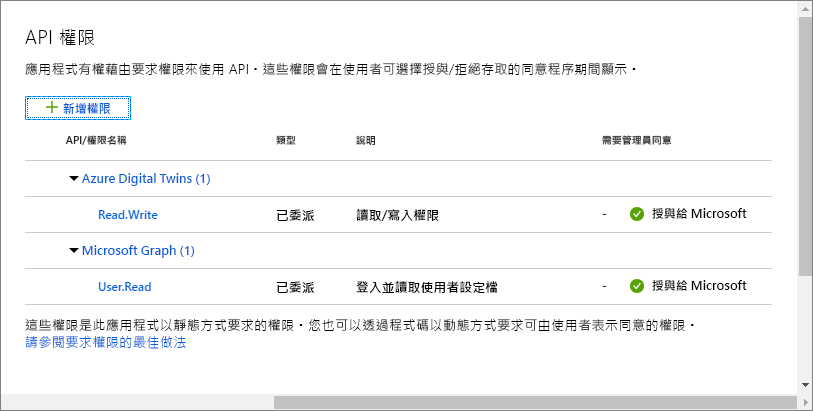 API 權限
應用程式有權藉由要求權限來使用 API。這些權限會在使用者可選擇授與/拒絕存取的同意程序期間顯示。
新增權限
API/權限名稱 類型 說明 需要管理員同意
Azure Digital Twins (1)
Read.Write 已委派 讀取/寫入權限 - 授與給 Microsoft
Microsoft Graph (1)
User.Read 已委派 登入並讀取使用者設定檔 - 授與給 Microsoft
這些權限是此應用程式以靜態方式要求的權限。您也可以透過程式碼以動態方式要求可由使用者表示同意的權限。
請參閱要求權限的最佳做法